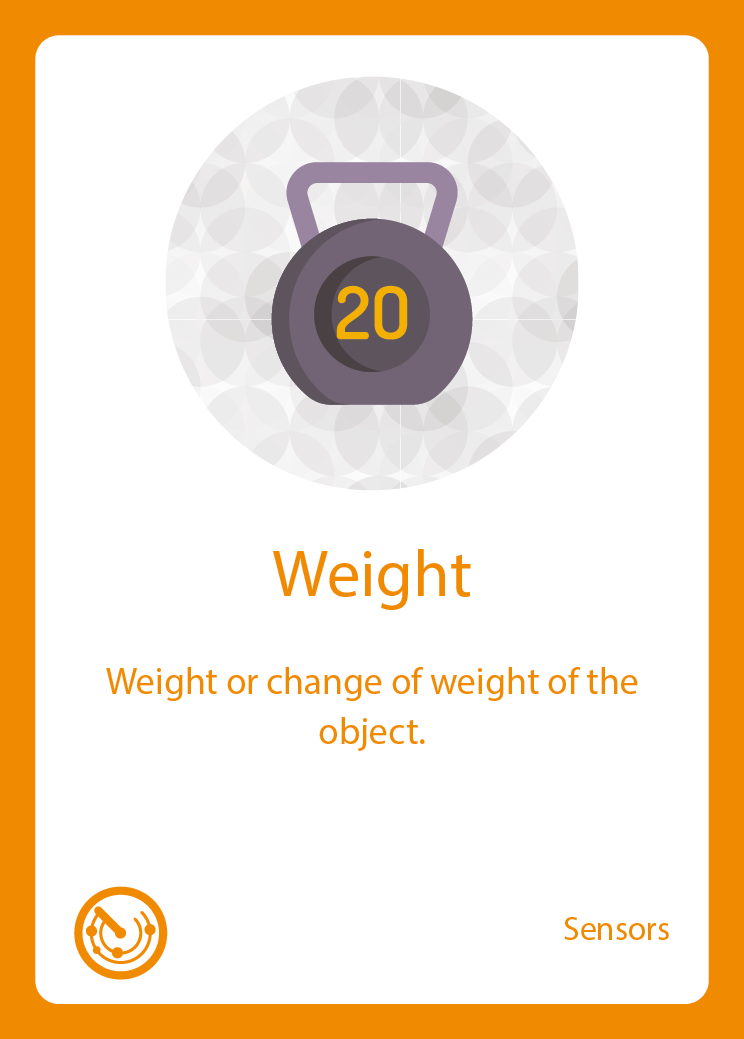 20
Weight
Weight or change of weight of the
object.
Sensors